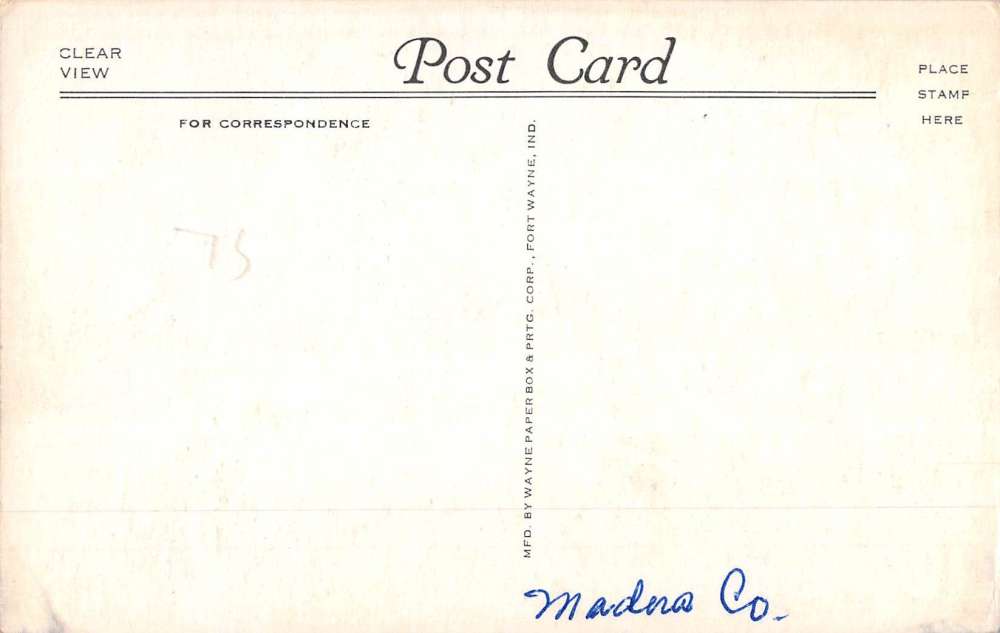 CLEAR
VIEW
Post Card
PLACE
STAMP
HERE
FOR CORRESPONDENCE
MFD. BY WAYNE PAPER BOX & PRTG. CORP., FORT WAYNE, IND.
75
Madera Co.